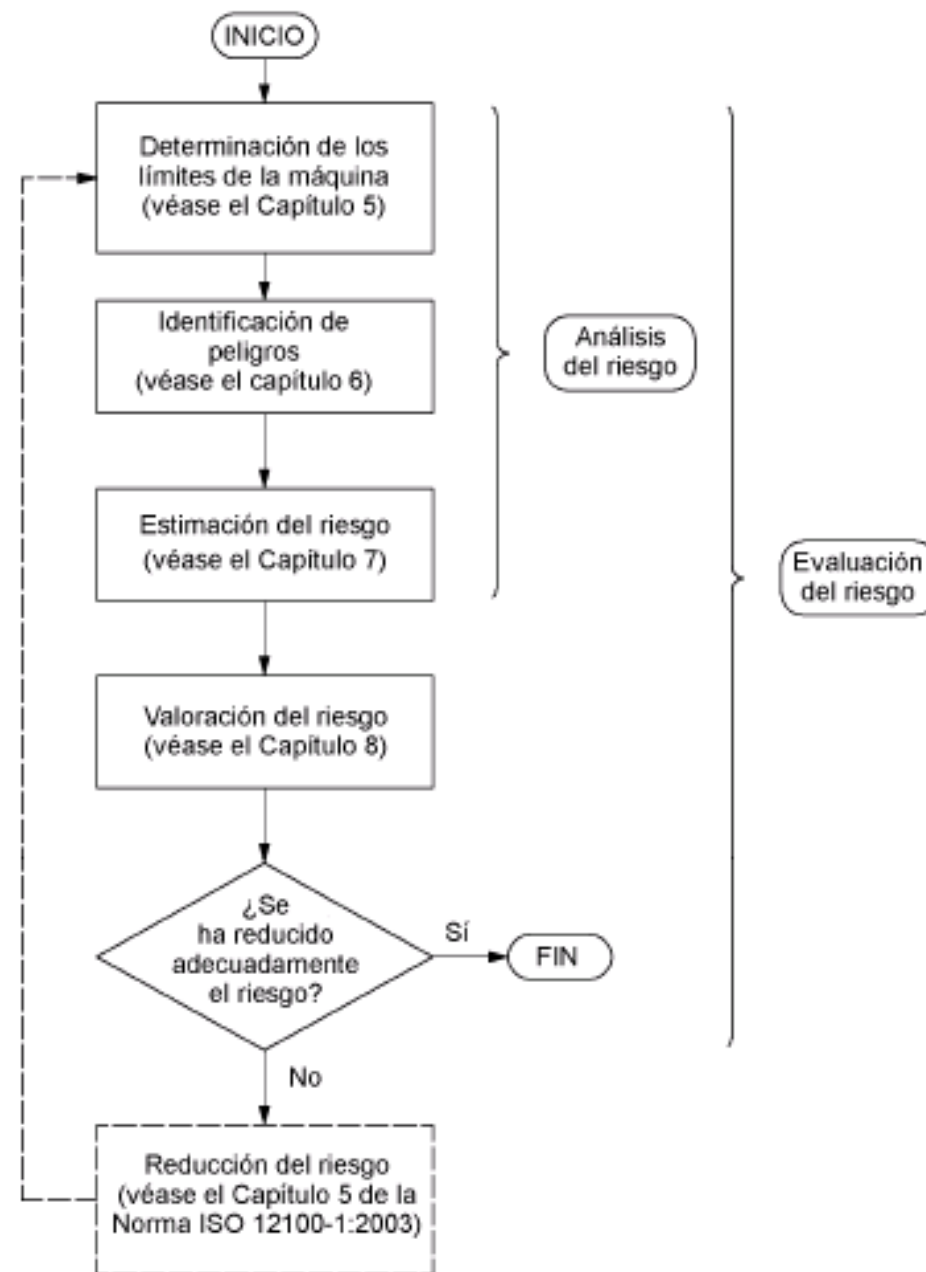 INICIO
Determinación de los
límites de la máquina
(véase el Capítulo 5)
Identificación de
peligros
(véase el capítulo 6)
Análisis
del riesgo
Estimación del riesgo
(véase el Capítulo 7)
Evaluación
del riesgo
Valoración del riesgo
(véase el Capítulo 8)
¿Se
ha reducido
adecuadamente
el riesgo?
Sí
FIN
No
Reducción del riesgo
(véase el Capítulo 5 de la
Norma ISO 12100-1:2003)